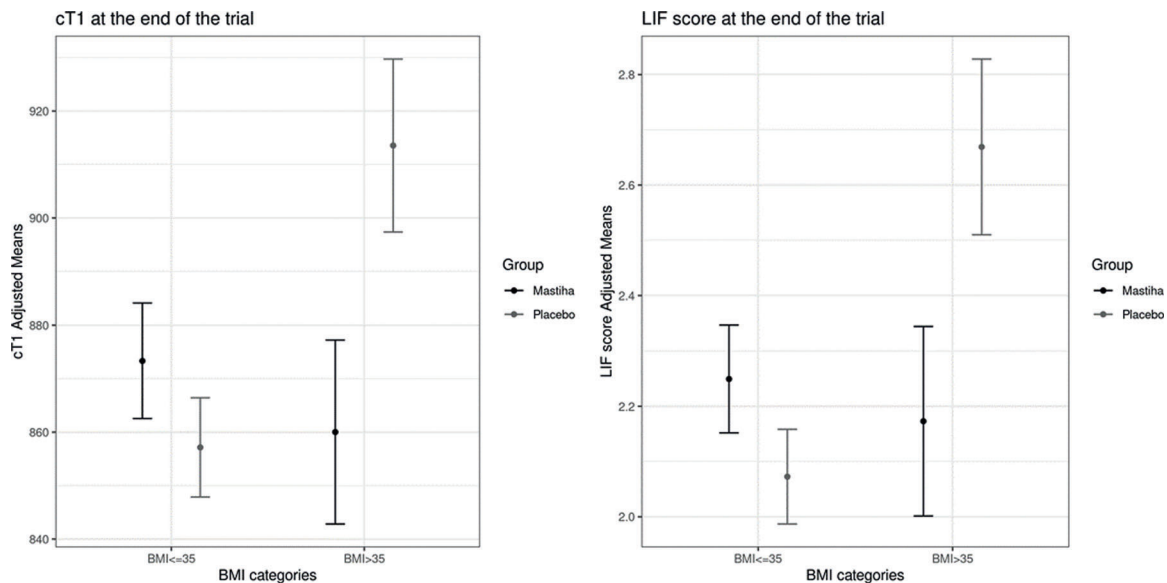 cT1 at the end of the trial
cT1 Adjusted Means
920
900
880
860
840
BMI<=35
BMI>35
BMI categories
Group
Mastiha
Placebo
LIF score at the end of the trial
LIF score Adjusted Means
2.8
2.6
2.4
2.2
2.0
BMI<=35
BMI>35
BMI categories
Group
Mastiha
Placebo